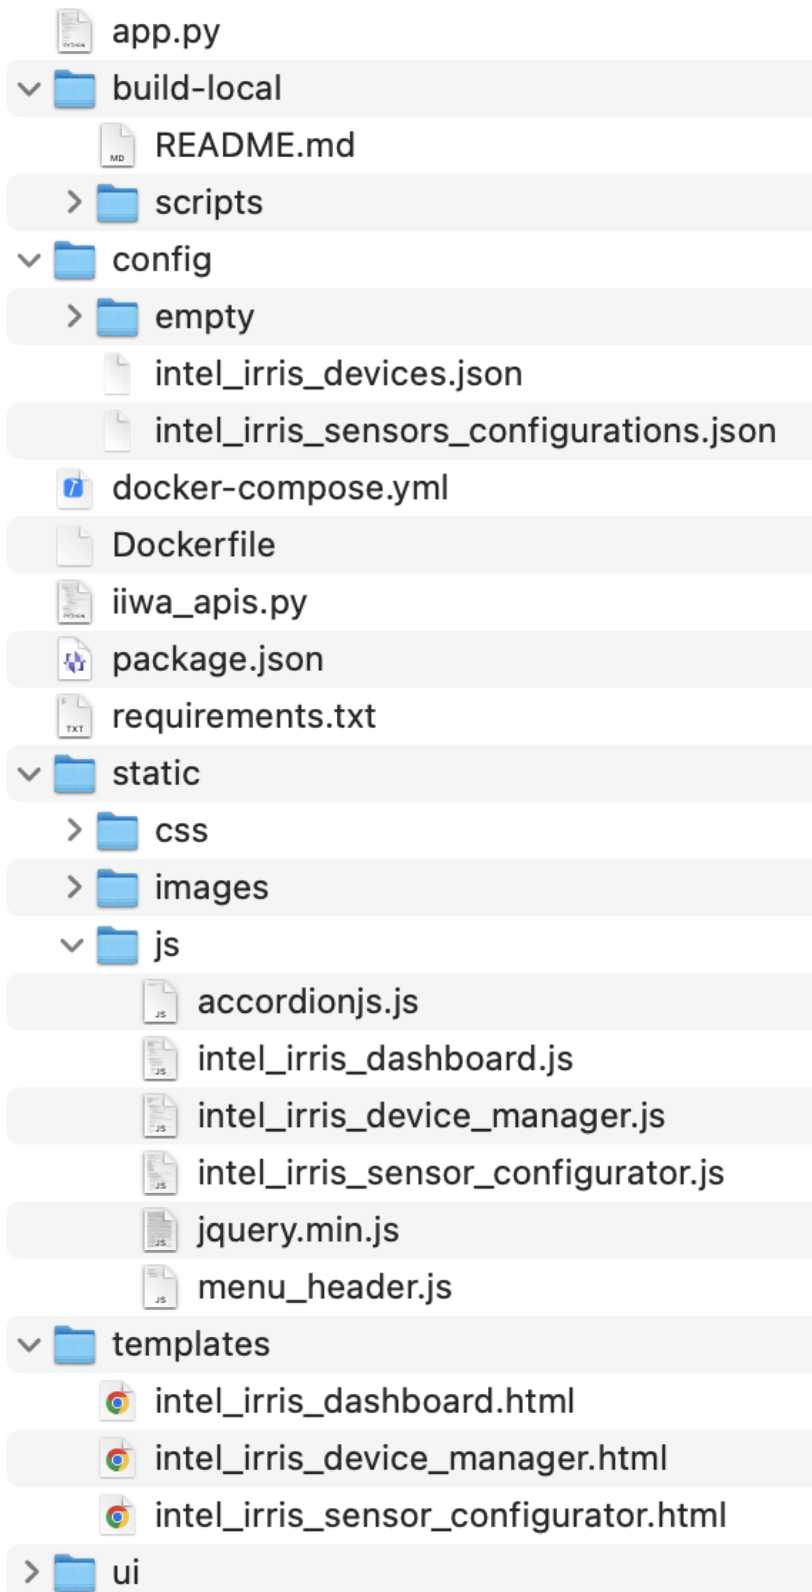 app.py
build-local
README.md
scripts
config
empty
intel_irris_devices.json
intel_irris_sensors_configurations.json
docker-compose.yml
Dockerfile
iiwa_apis.py
package.json
requirements.txt
static
css
images
js
accordionjs.js
intel_irris_dashboard.js
intel_irris_device_manager.js
intel_irris_sensor_configurator.js
jquery.min.js
menu_header.js
templates
intel_irris_dashboard.html
intel_irris_device_manager.html
intel_irris_sensor_configurator.html
ui